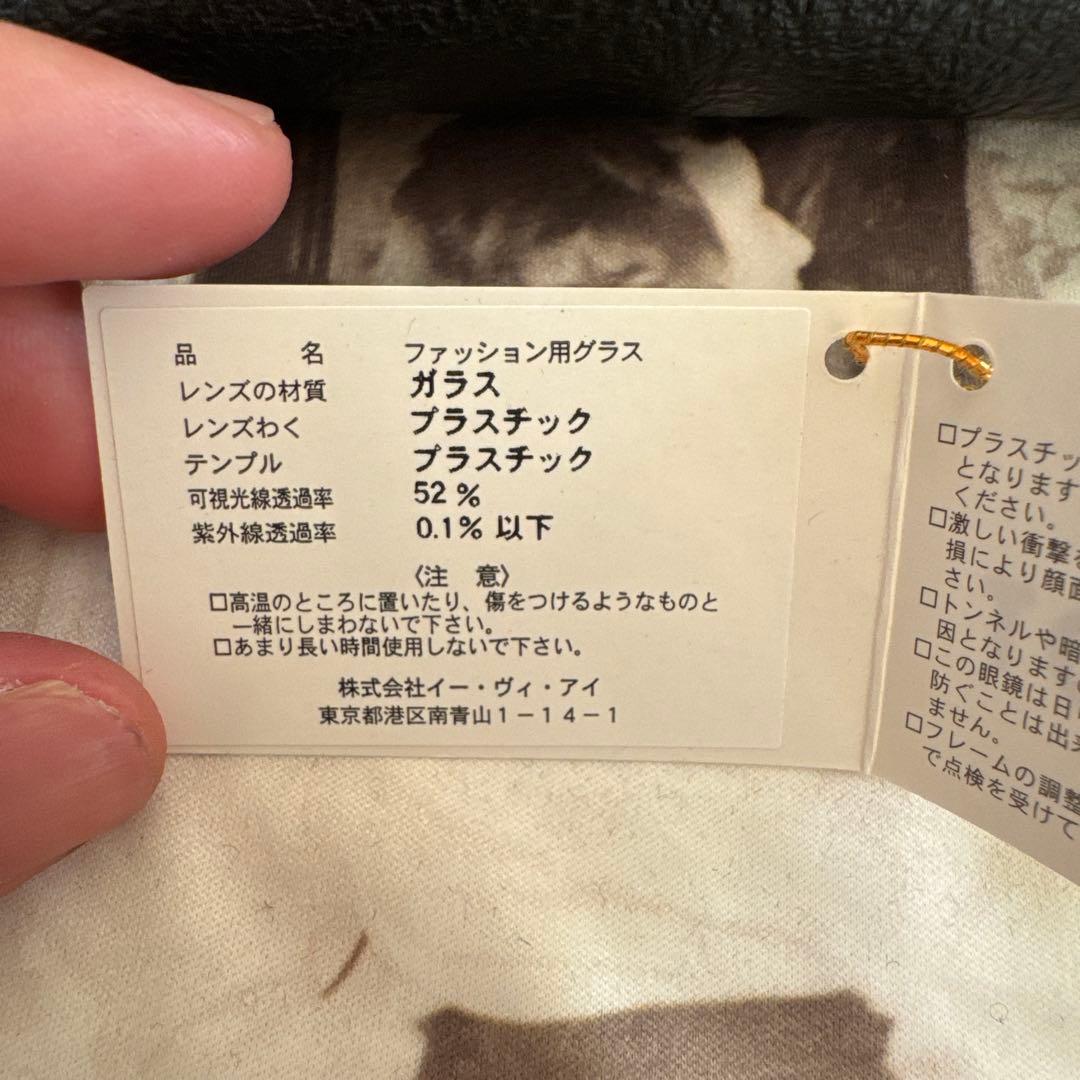 品　　　名　　ファッション用グラス
レンズの材質　　ガラス
レンズわく　　プラスチック
テンプル　　プラスチック
可視光線透過率　　52 %
紫外線透過率　　0.1% 以下
〈注　意〉
□高温のところに置いたり、傷をつけるようなものと
一緒にしまわないで下さい。
□あまり長い時間使用しないで下さい。
株式会社イー・ヴィ・アイ
東京都港区南青山1－14－1
□プラスチッ
となります
ください。
□激しい衝撃を
損により顔面
さい。
□トンネルや暗
因となります
□この眼鏡は日
防ぐことは出来
ません。
□フレームの調整
で点検を受けて